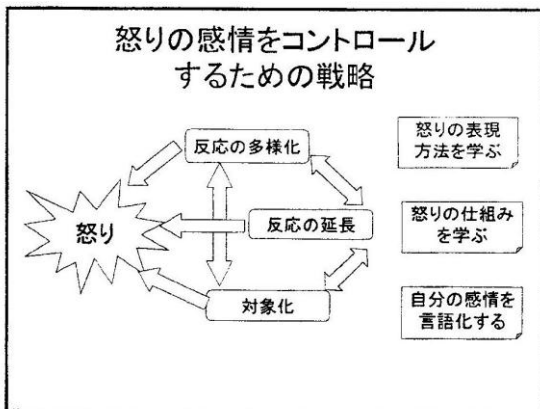 怒りの感情をコントロール
するための戦略
反応の多様化
怒りの表現
方法を学ぶ
怒り
反応の延長
怒りの仕組み
を学ぶ
対象化
自分の感情を
言語化する